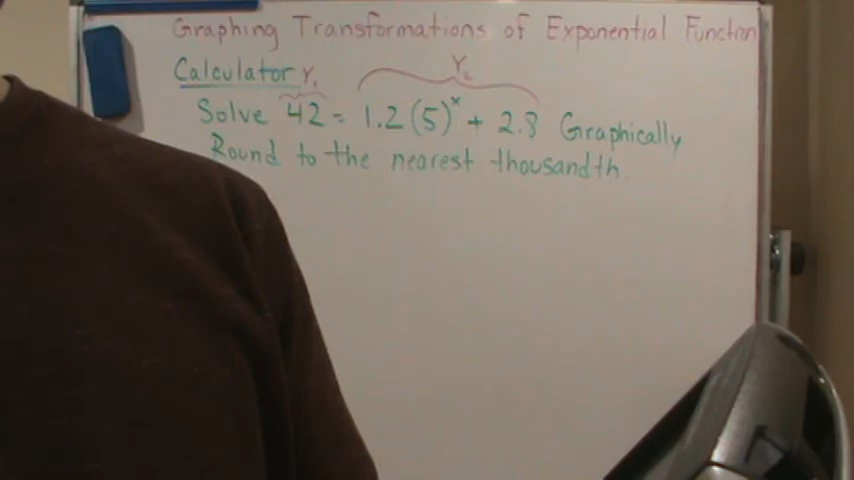 Graphing Transformations of Exponential Function
Calculator Y₁ Y₂
Solve 42 = 1.2(5)ˣ + 2.8 Graphically
Round to the nearest thousandth.